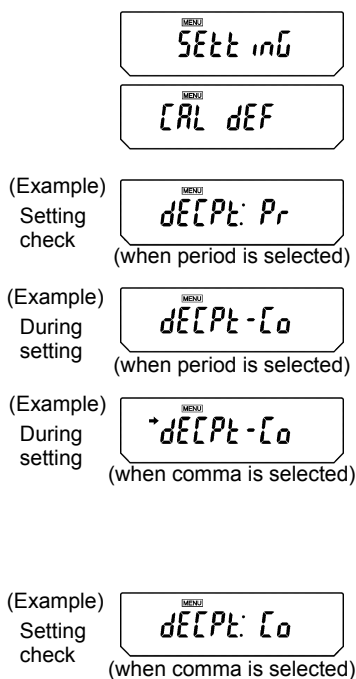 MENU
SEtt inG
MENU
CAL dEF
(Example)
Setting
check
MENU
dECPt: Pr
(when period is selected)
(Example)
During
setting
MENU
dECPt-Co
(when period is selected)
(Example)
During
setting
MENU
➔dECPt-Co
(when comma is selected)
(Example)
Setting
check
MENU
dECPt: Co
(when comma is selected)